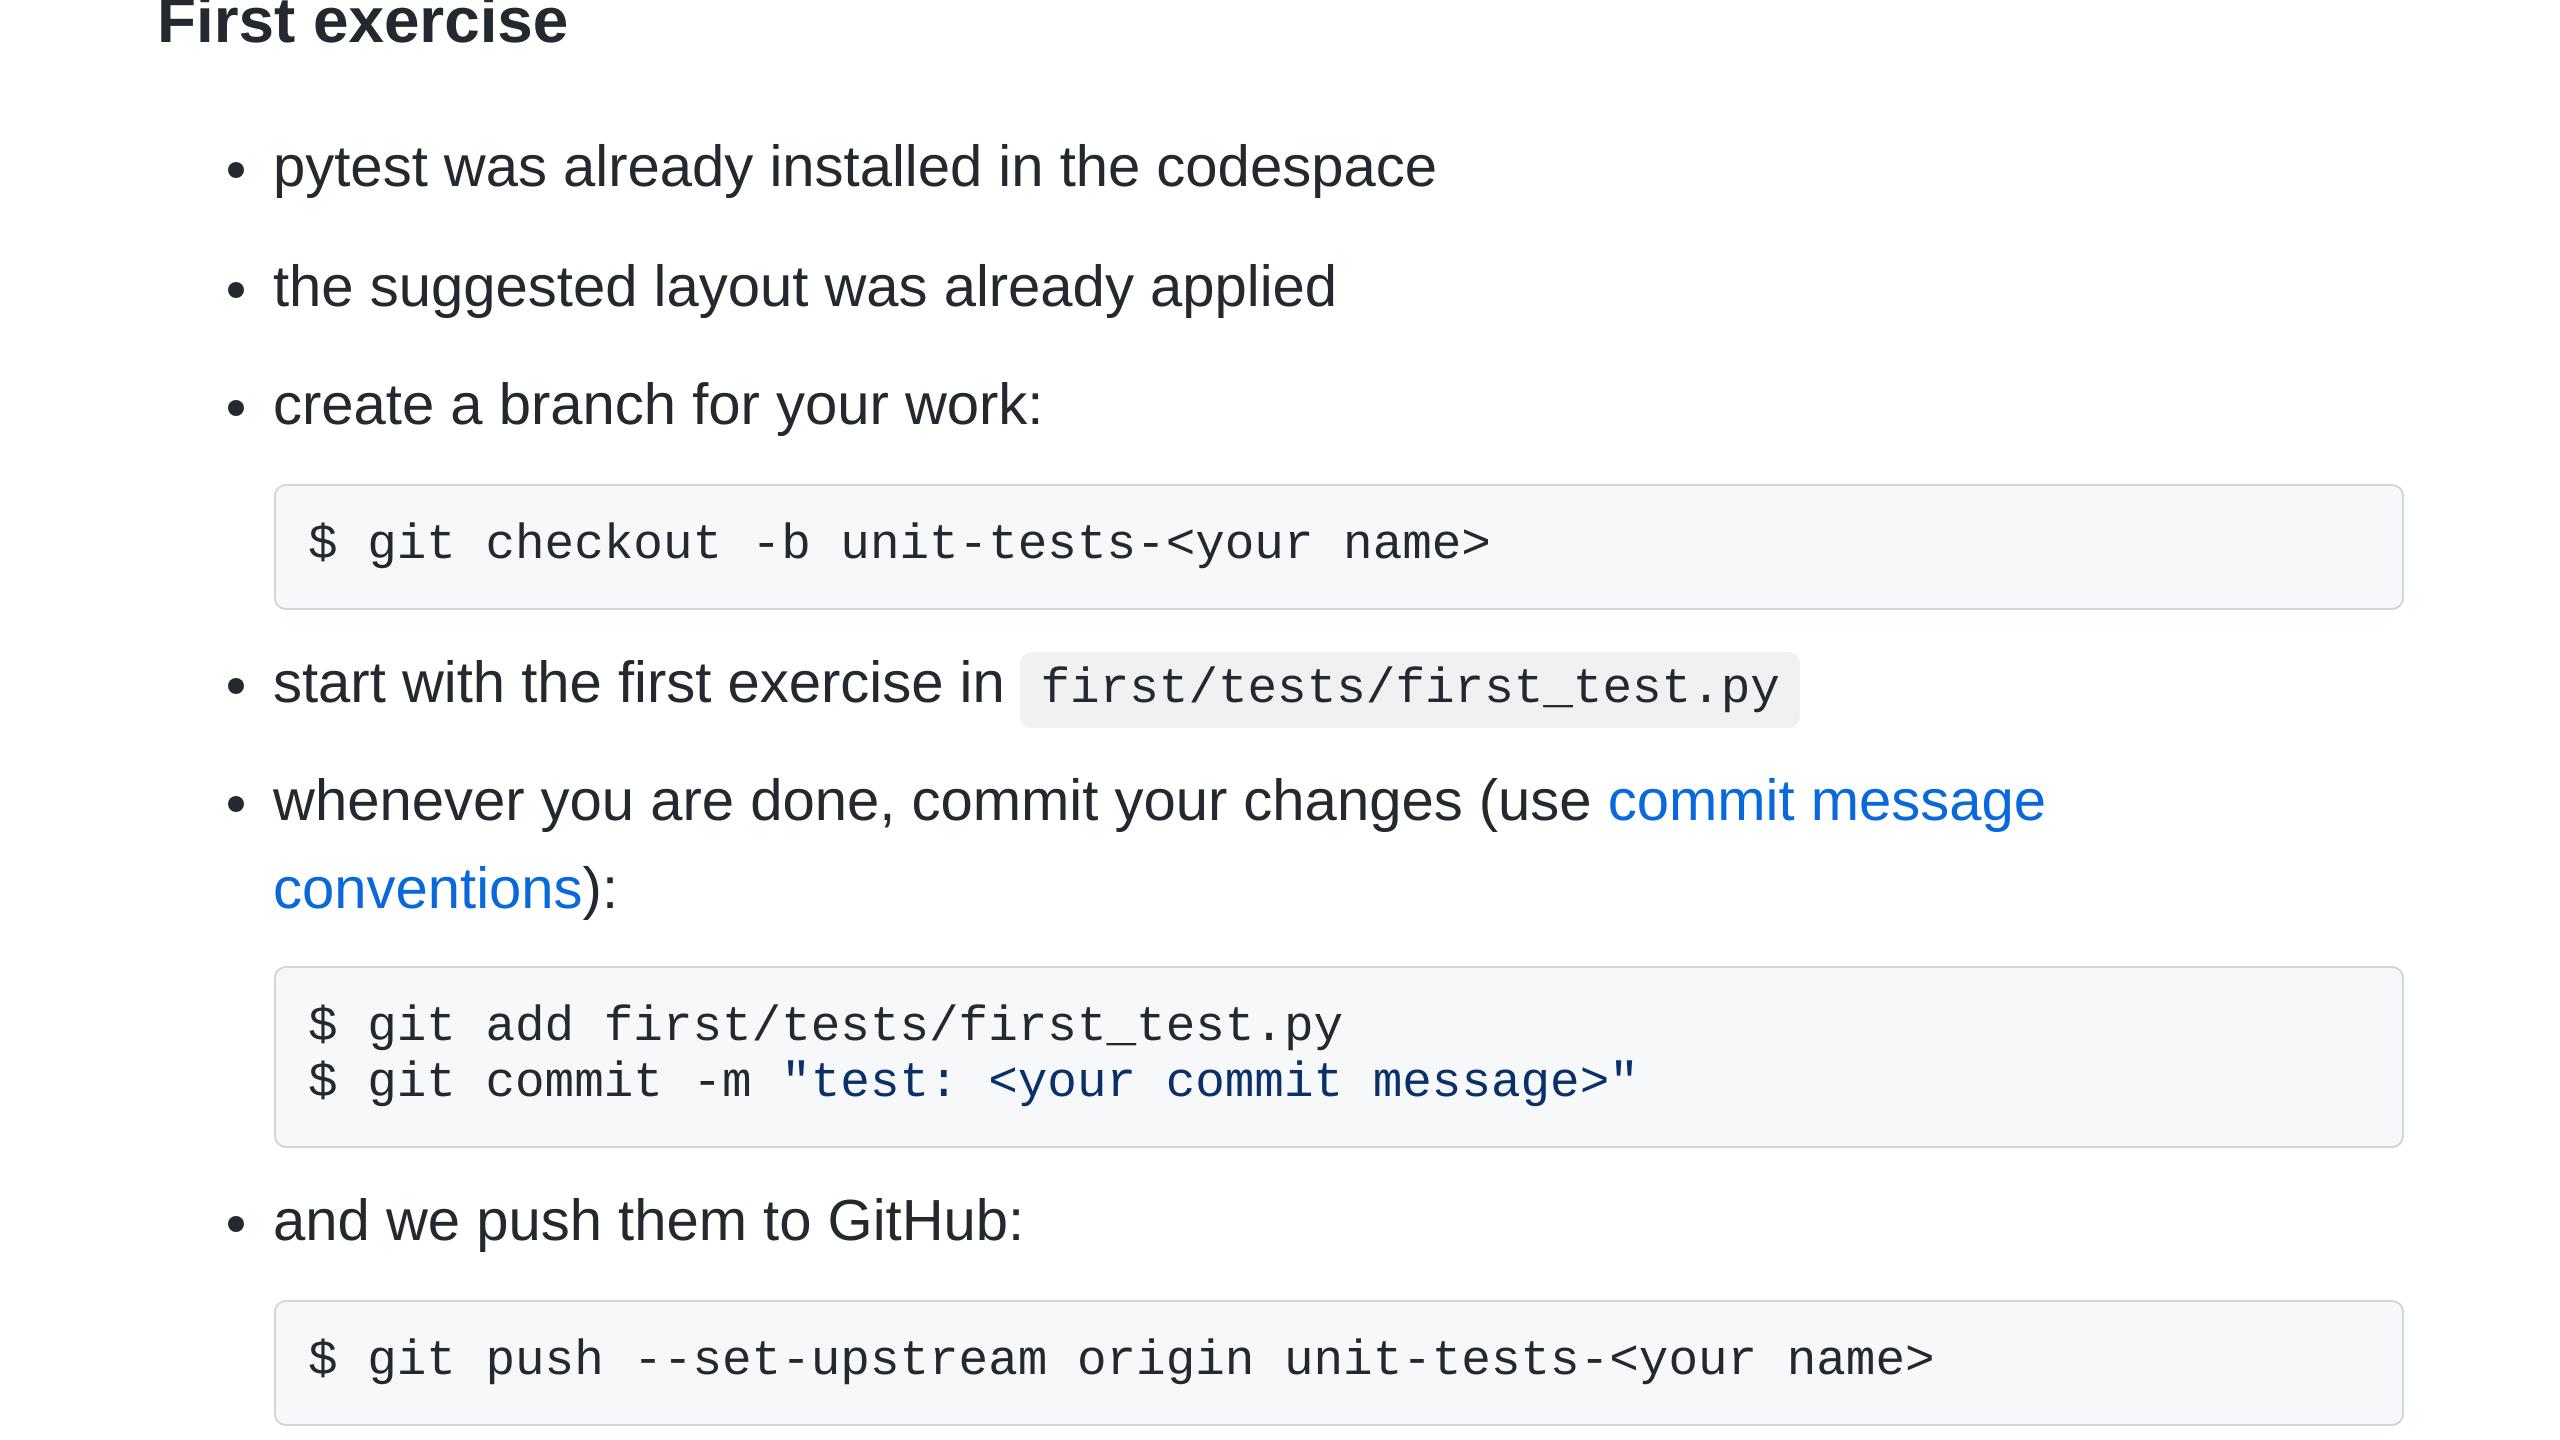 First exercise
• pytest was already installed in the codespace
• the suggested layout was already applied
• create a branch for your work:
$ git checkout -b unit-tests-<your name>
• start with the first exercise in first/tests/first_test.py
• whenever you are done, commit your changes (use commit message
conventions):
$ git add first/tests/first_test.py
$ git commit -m "test: <your commit message>"
• and we push them to GitHub:
$ git push --set-upstream origin unit-tests-<your name>